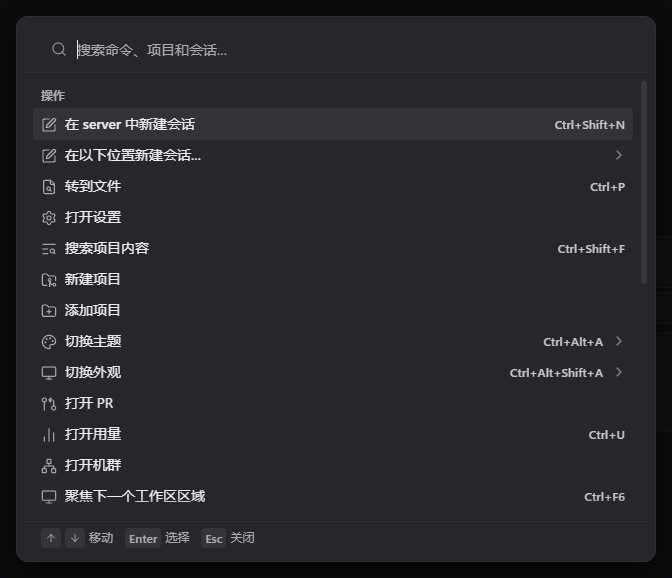 搜索命令、项目和会话...
操作
在 server 中新建会话 Ctrl+Shift+N
在以下位置新建会话...
转到文件 Ctrl+P
打开设置
搜索项目内容 Ctrl+Shift+F
新建项目
添加项目
切换主题 Ctrl+Alt+A
切换外观 Ctrl+Alt+Shift+A
打开 PR
打开用量 Ctrl+U
打开机群
聚焦下一个工作区区域 Ctrl+F6
↑ ↓ 移动 Enter 选择 Esc 关闭